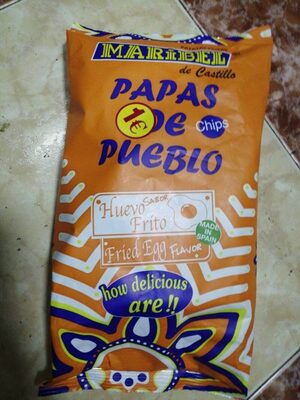 MARIBEL
de Castillo
PAPAS
1€ DE Chips
PUEBLO
SABOR
Huevo
Frito
MADE IN SPAIN
Fried Egg FLAVOR
how delicious
are!!